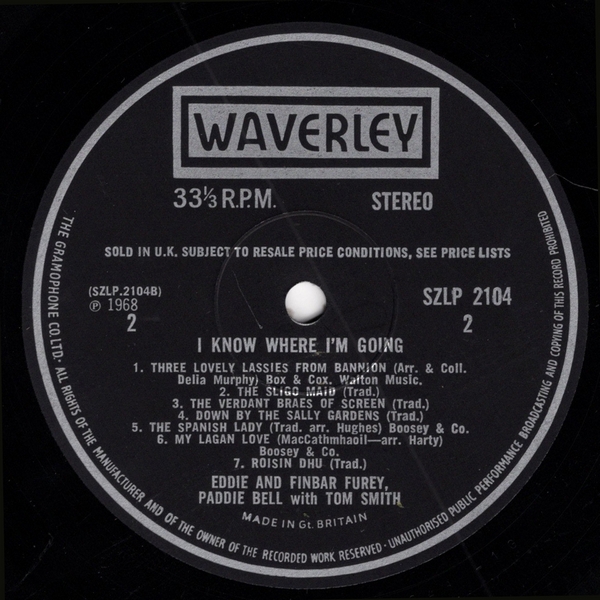 WAVERLEY
33⅓ R.P.M. STEREO
SOLD IN U.K. SUBJECT TO RESALE PRICE CONDITIONS, SEE PRICE LISTS
(SZLP.2104B) SZLP 2104
℗ 1968
2 2
I KNOW WHERE I'M GOING
1. THREE LOVELY LASSIES FROM BANNION (Arr. & Coll.
Delia Murphy) Box & Cox. Walton Music.
2. THE SLIGO MAID (Trad.)
3. THE VERDANT BRAES OF SCREEN (Trad.)
4. DOWN BY THE SALLY GARDENS (Trad.)
5. THE SPANISH LADY (Trad. arr. Hughes) Boosey & Co.
6. MY LAGAN LOVE (MacCathmhaoil—arr. Harty)
Boosey & Co.
7. ROISIN DHU (Trad.)
EDDIE AND FINBAR FUREY,
PADDIE BELL with TOM SMITH
MADE IN Gt. BRITAIN
THE GRAMOPHONE CO. LTD. · ALL RIGHTS OF THE MANUFACTURER AND OF THE OWNER OF THE RECORDED WORK RESERVED · UNAUTHORISED PUBLIC PERFORMANCE BROADCASTING AND COPYING OF THIS RECORD PROHIBITED